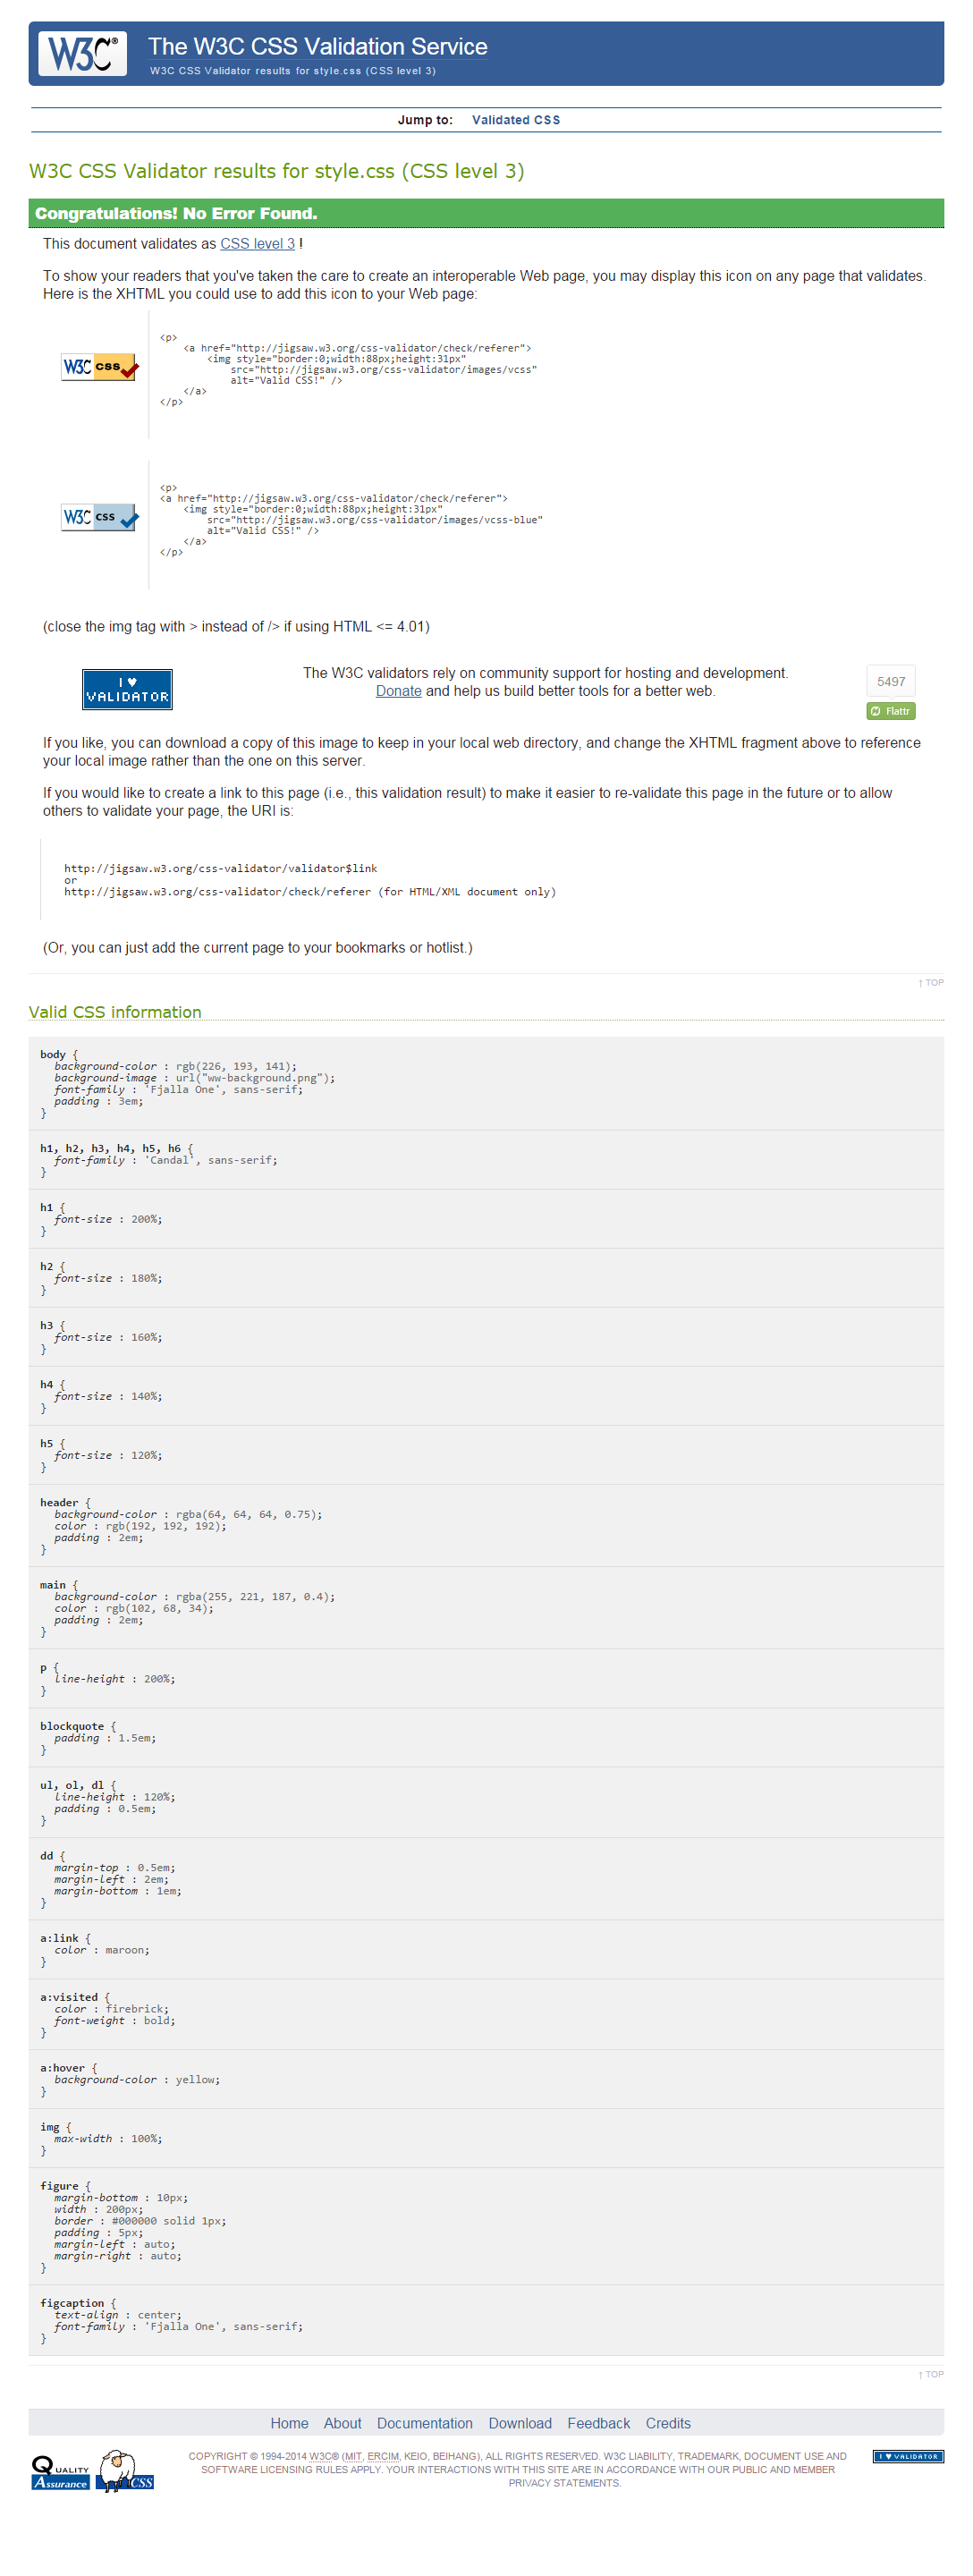 W3C®
The W3C CSS Validation Service
W3C CSS Validator results for style.css (CSS level 3)
Jump to: Validated CSS
W3C CSS Validator results for style.css (CSS level 3)
Congratulations! No Error Found.
This document validates as CSS level 3 !
To show your readers that you've taken the care to create an interoperable Web page, you may display this icon on any page that validates.
Here is the XHTML you could use to add this icon to your Web page:
W3C css
<p>
    <a href="http://jigsaw.w3.org/css-validator/check/referer">
        <img style="border:0;width:88px;height:31px"
            src="http://jigsaw.w3.org/css-validator/images/vcss"
            alt="Valid CSS!" />
    </a>
</p>
W3C css
<p>
<a href="http://jigsaw.w3.org/css-validator/check/referer">
    <img style="border:0;width:88px;height:31px"
        src="http://jigsaw.w3.org/css-validator/images/vcss-blue"
        alt="Valid CSS!" />
    </a>
</p>
(close the img tag with > instead of /> if using HTML <= 4.01)
I ♥
VALIDATOR
The W3C validators rely on community support for hosting and development.
Donate and help us build better tools for a better web.
5497
Flattr
If you like, you can download a copy of this image to keep in your local web directory, and change the XHTML fragment above to reference
your local image rather than the one on this server.
If you would like to create a link to this page (i.e., this validation result) to make it easier to re-validate this page in the future or to allow
others to validate your page, the URI is:
http://jigsaw.w3.org/css-validator/validator$link
or
http://jigsaw.w3.org/css-validator/check/referer (for HTML/XML document only)
(Or, you can just add the current page to your bookmarks or hotlist.)
↑ TOP
Valid CSS information
body {
background-color : rgb(226, 193, 141);
background-image : url("ww-background.png");
font-family : 'Fjalla One', sans-serif;
padding : 3em;
}
h1, h2, h3, h4, h5, h6 {
font-family : 'Candal', sans-serif;
}
h1 {
font-size : 200%;
}
h2 {
font-size : 180%;
}
h3 {
font-size : 160%;
}
h4 {
font-size : 140%;
}
h5 {
font-size : 120%;
}
header {
background-color : rgba(64, 64, 64, 0.75);
color : rgb(192, 192, 192);
padding : 2em;
}
main {
background-color : rgba(255, 221, 187, 0.4);
color : rgb(102, 68, 34);
padding : 2em;
}
p {
line-height : 200%;
}
blockquote {
padding : 1.5em;
}
ul, ol, dl {
line-height : 120%;
padding : 0.5em;
}
dd {
margin-top : 0.5em;
margin-left : 2em;
margin-bottom : 1em;
}
a:link {
color : maroon;
}
a:visited {
color : firebrick;
font-weight : bold;
}
a:hover {
background-color : yellow;
}
img {
max-width : 100%;
}
figure {
margin-bottom : 10px;
width : 200px;
border : #000000 solid 1px;
padding : 5px;
margin-left : auto;
margin-right : auto;
}
figcaption {
text-align : center;
font-family : 'Fjalla One', sans-serif;
}
↑ TOP
Home About Documentation Download Feedback Credits
QUALITY
Assurance
CSS
COPYRIGHT © 1994-2014 W3C® (MIT, ERCIM, KEIO, BEIHANG), ALL RIGHTS RESERVED. W3C LIABILITY, TRADEMARK, DOCUMENT USE AND
SOFTWARE LICENSING RULES APPLY. YOUR INTERACTIONS WITH THIS SITE ARE IN ACCORDANCE WITH OUR PUBLIC AND MEMBER
PRIVACY STATEMENTS.
I ♥ VALIDATOR